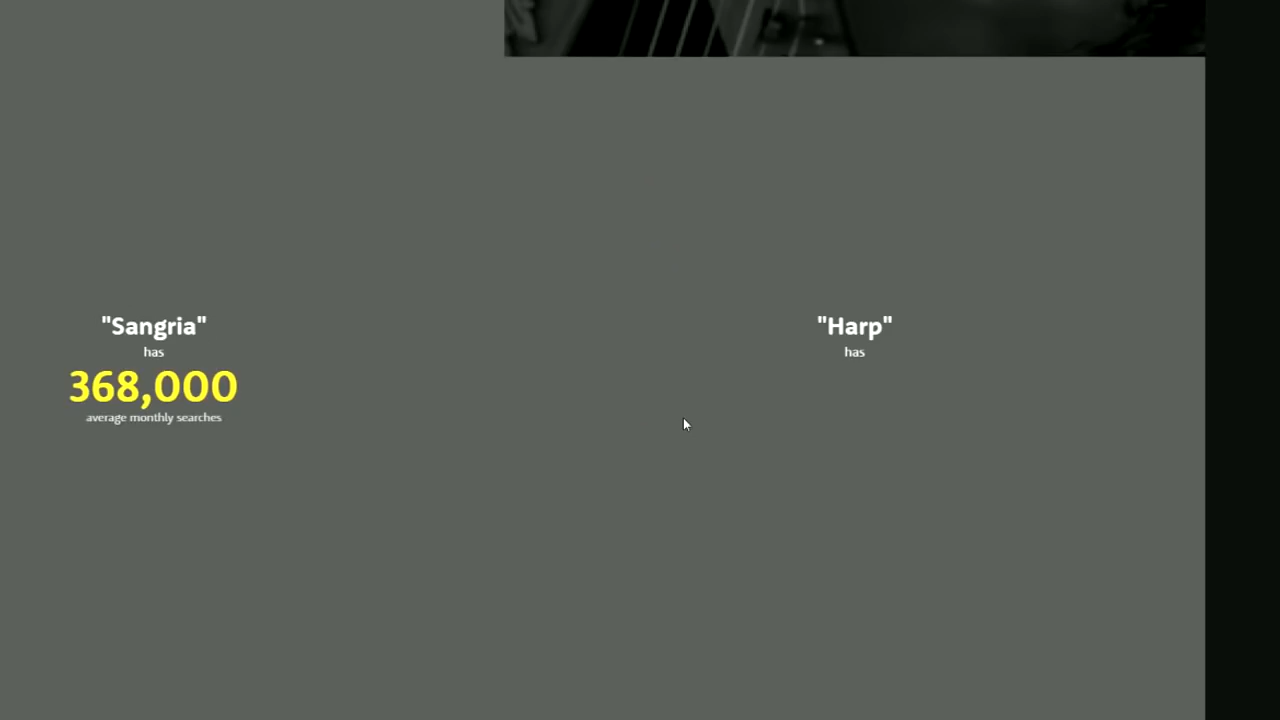 "Sangria"
has
368,000
average monthly searches
"Harp"
has